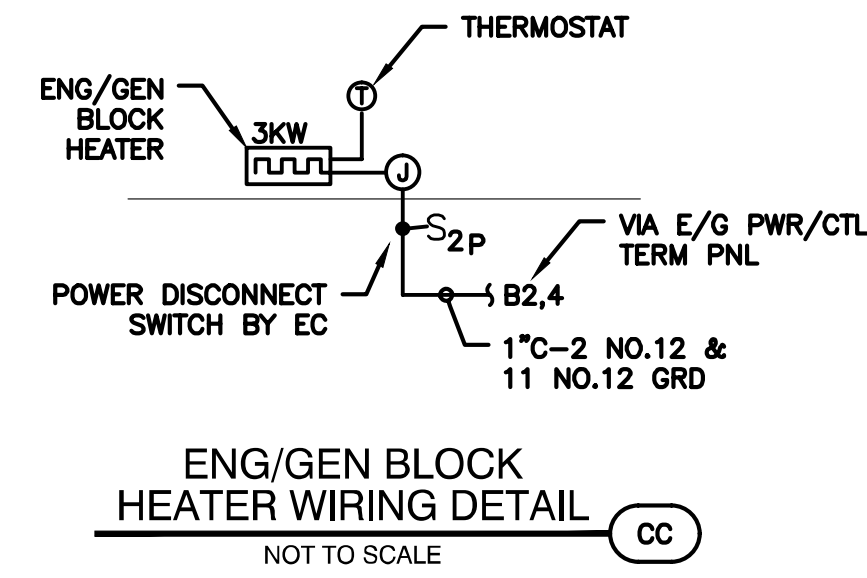 THERMOSTAT
ENG/GEN
BLOCK
HEATER
3KW
T
J
S2P
VIA E/G PWR/CTL
TERM PNL
POWER DISCONNECT
SWITCH BY EC
B2,4
1"C-2 NO.12 &
11 NO.12 GRD
ENG/GEN BLOCK
HEATER WIRING DETAIL
CC
NOT TO SCALE